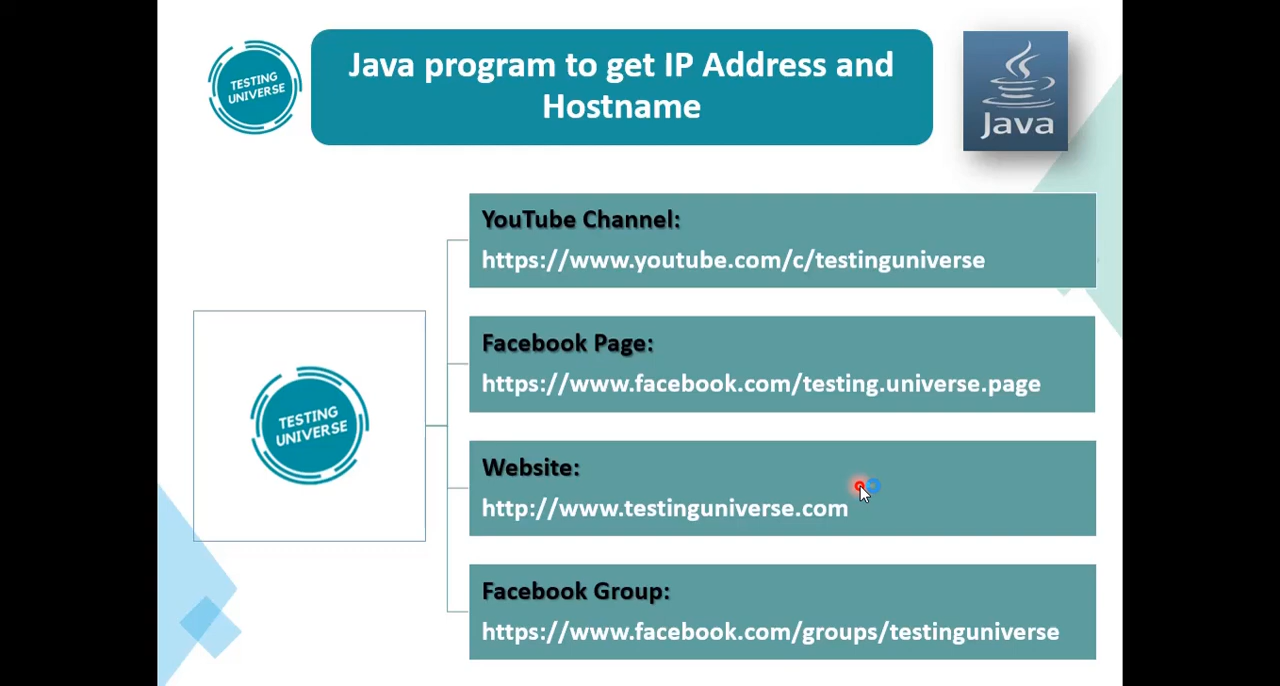 TESTING
UNIVERSE
Java program to get IP Address and
Hostname
Java
YouTube Channel:
https://www.youtube.com/c/testinguniverse
Facebook Page:
https://www.facebook.com/testing.universe.page
TESTING
UNIVERSE
Website:
http://www.testinguniverse.com
Facebook Group:
https://www.facebook.com/groups/testinguniverse